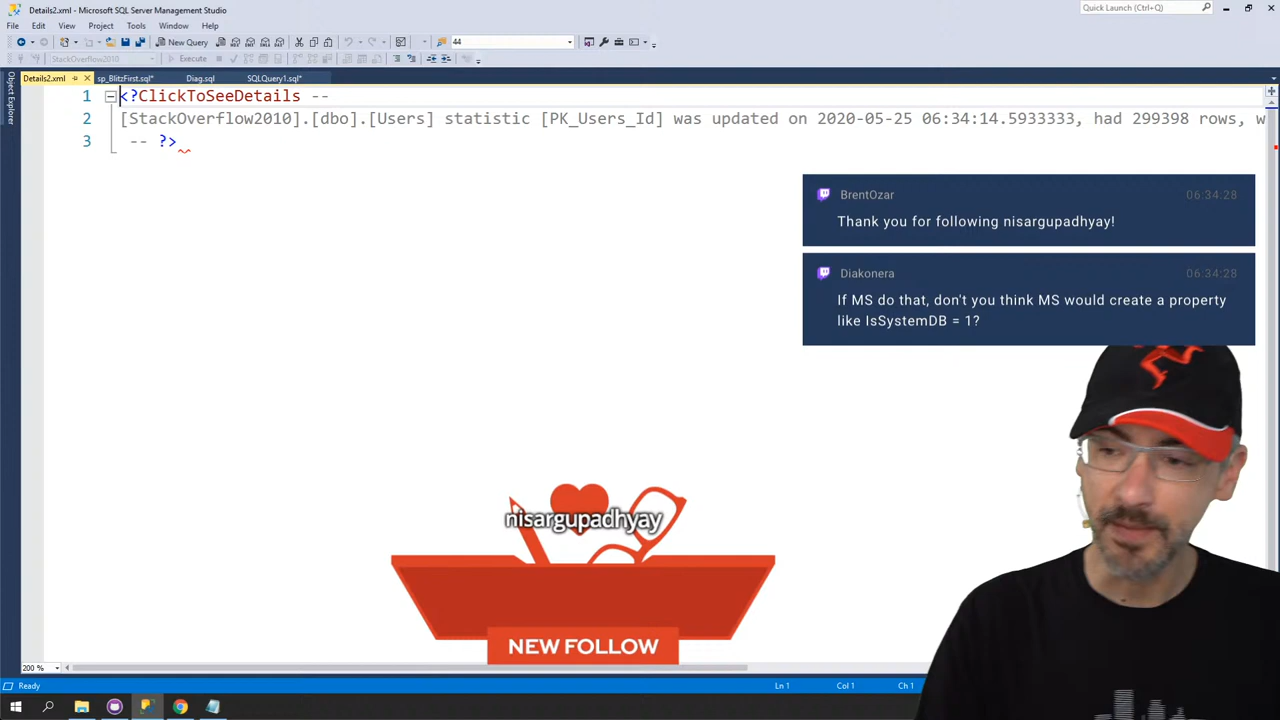 Details2.xml - Microsoft SQL Server Management Studio
Quick Launch (Ctrl+Q)
File Edit View Project Tools Window Help
New Query 44
StackOverflow2010 Execute
Details2.xml sp_BlitzFirst.sql* Diag.sql SQLQuery1.sql*
Object Explorer
1 <?ClickToSeeDetails --
2 [StackOverflow2010].[dbo].[Users] statistic [PK_Users_Id] was updated on 2020-05-25 06:34:14.5933333, had 299398 rows, w
3 -- ?>
BrentOzar 06:34:28
Thank you for following nisargupadhyay!
Diakonera 06:34:28
If MS do that, don't you think MS would create a property
like IsSystemDB = 1?
nisargupadhyay
NEW FOLLOW
200 %
Ready Ln 1 Col 1 Ch 1